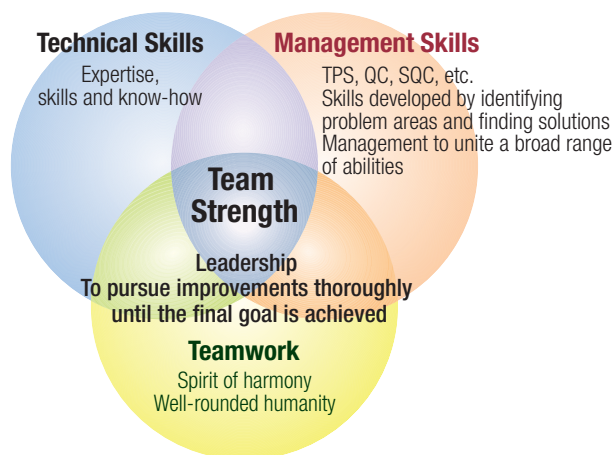 Technical Skills
Expertise,
skills and know-how
Management Skills
TPS, QC, SQC, etc.
Skills developed by identifying
problem areas and finding solutions
Management to unite a broad range
of abilities
Team
Strength
Leadership
To pursue improvements thoroughly
until the final goal is achieved
Teamwork
Spirit of harmony
Well-rounded humanity